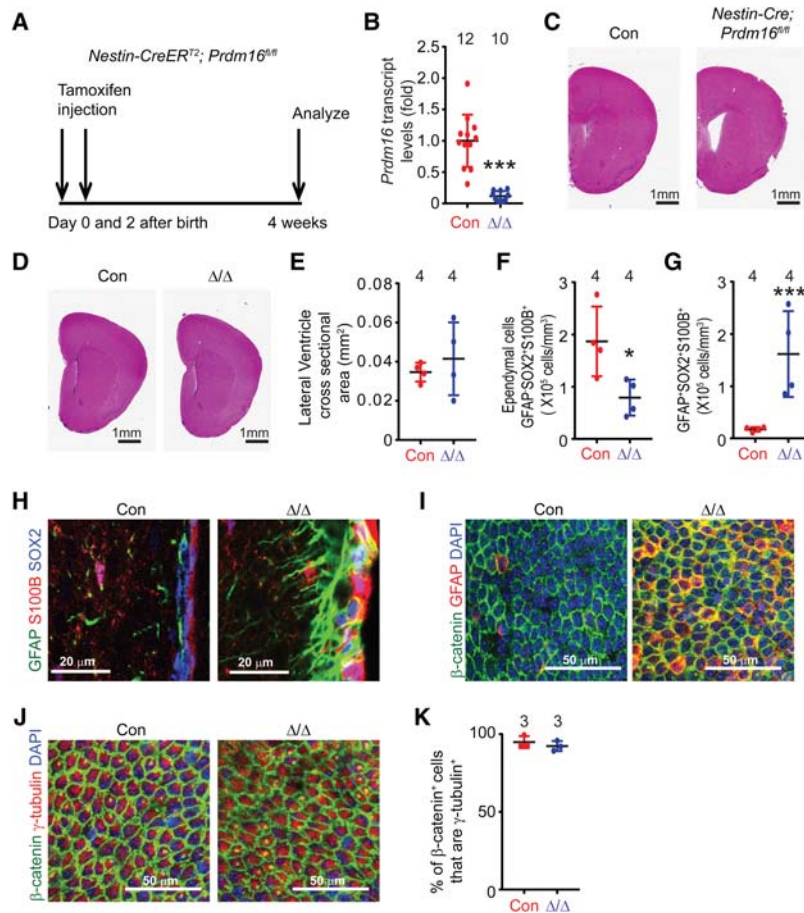 A
Nestin-CreER^T2; Prdm16^fl/fl
Tamoxifen
injection
Analyze
Day 0 and 2 after birth
4 weeks
B
12 10
Prdm16 transcript
levels (fold)
2.5
2.0
1.5
1.0
0.5
0
***
Con Δ/Δ
C
Con
Nestin-Cre;
Prdm16^fl/fl
1mm
1mm
D
Con Δ/Δ
1mm
1mm
E
4 4
Lateral Ventricle
cross sectional
area (mm²)
0.08
0.06
0.04
0.02
0
Con Δ/Δ
F
4 4
Ependymal cells
GFAP⁻SOX2⁺S100B⁺
(X10⁵ cells/mm³)
3
2
1
0
*
Con Δ/Δ
G
4 4
GFAP⁺SOX2⁺S100B⁺
(X10⁵ cells/mm³)
3
2
1
0
***
Con Δ/Δ
H
Con Δ/Δ
GFAP S100B SOX2
20 μm
20 μm
I
Con Δ/Δ
β-catenin GFAP DAPI
50 μm
50 μm
J
Con Δ/Δ
β-catenin γ-tubulin DAPI
50 μm
50 μm
K
3 3
% of β-catenin⁺ cells
that are γ-tubulin⁺
100
50
0
Con Δ/Δ